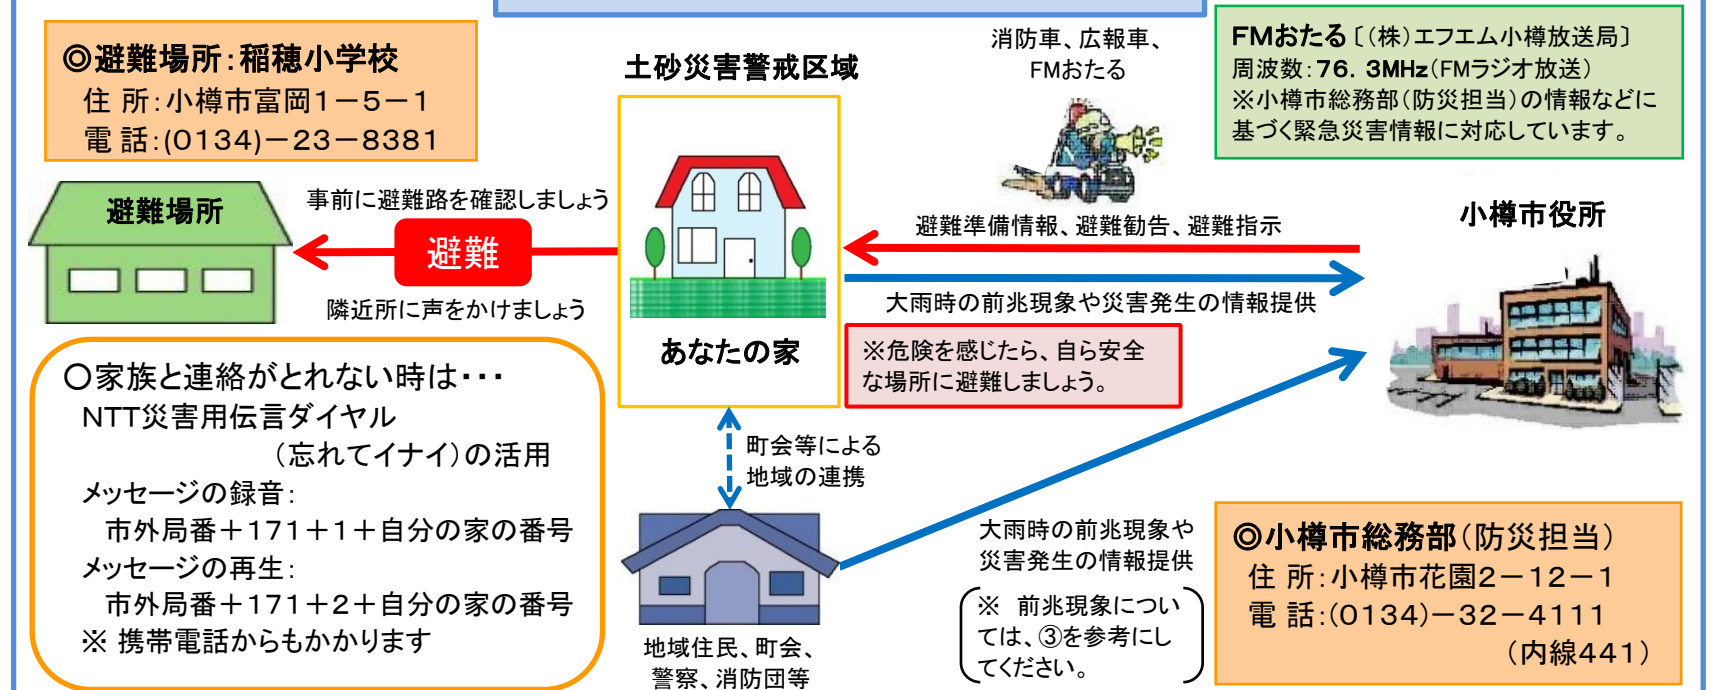 ◎避難場所：稲穂小学校
住 所：小樽市富岡１－５－１
電 話：(０１３４)－２３－８３８１
避難場所
事前に避難路を確認しましょう
避難
隣近所に声をかけましょう
土砂災害警戒区域
あなたの家
消防車、広報車、
FMおたる
避難準備情報、避難勧告、避難指示
大雨時の前兆現象や災害発生の情報提供
※危険を感じたら、自ら安全
な場所に避難しましょう。
FMおたる〔（株）エフエム小樽放送局〕
周波数：７６．３MHz（FMラジオ放送）
※小樽市総務部（防災担当）の情報などに
基づく緊急災害情報に対応しています。
小樽市役所
○家族と連絡がとれない時は・・・
NTT災害用伝言ダイヤル
（忘れてイナイ）の活用
メッセージの録音：
市外局番＋１７１＋１＋自分の家の番号
メッセージの再生：
市外局番＋１７１＋２＋自分の家の番号
※ 携帯電話からもかかります
町会等による
地域の連携
地域住民、町会、
警察、消防団等
大雨時の前兆現象や
災害発生の情報提供
※ 前兆現象につい
ては、③を参考にし
てください。
◎小樽市総務部（防災担当）
住 所：小樽市花園２－１２－１
電 話：(０１３４)－３２－４１１１
（内線４４１）